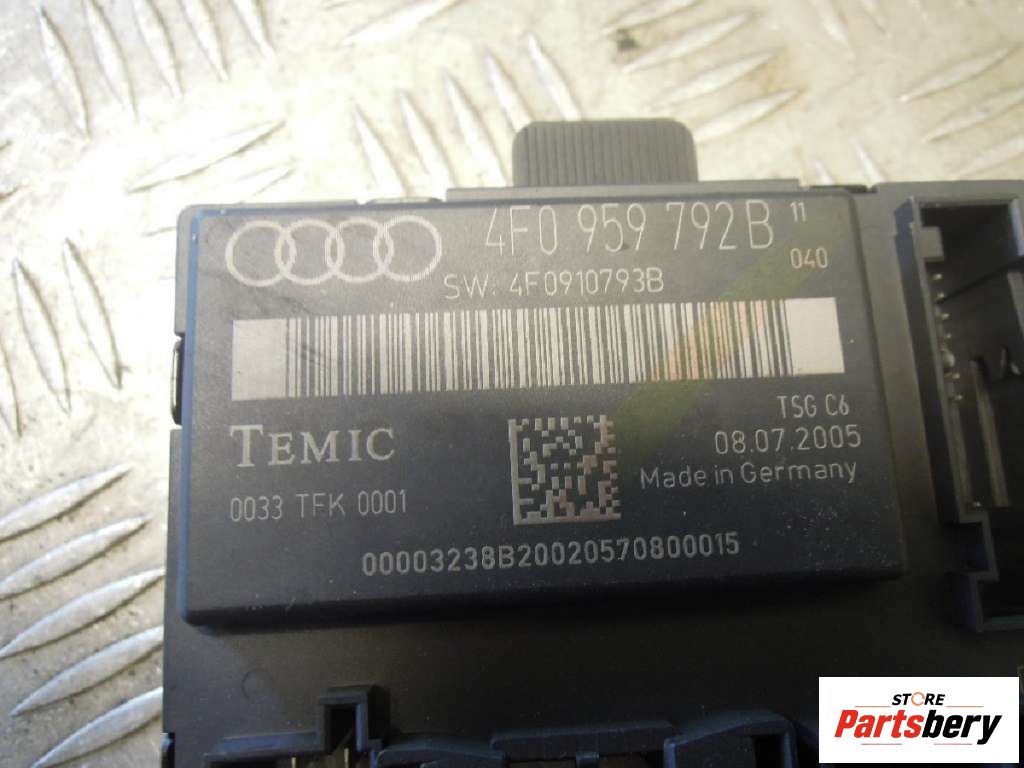 4F0 959 792B 11
040
SW: 4F0910793B
TEMIC
TSG C6
08.07.2005
Made in Germany
0033 TFK 0001
00003238B20020570800015
STORE
Partsbery